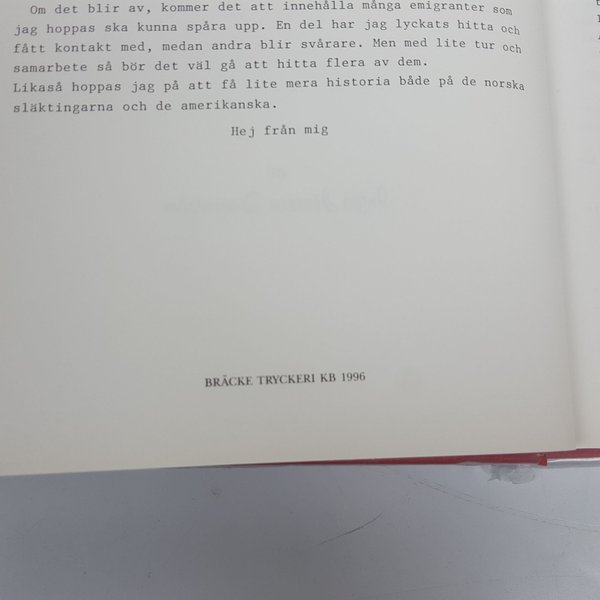 Om det blir av, kommer det att innehålla många emigranter som
jag hoppas ska kunna spåra upp. En del har jag lyckats hitta och
fått kontakt med, medan andra blir svårare. Men med lite tur och
samarbete så bör det väl gå att hitta flera av dem.
Likaså hoppas jag på att få lite mera historia både på de norska
släktingarna och de amerikanska.
Hej från mig
BRÄCKE TRYCKERI KB 1996